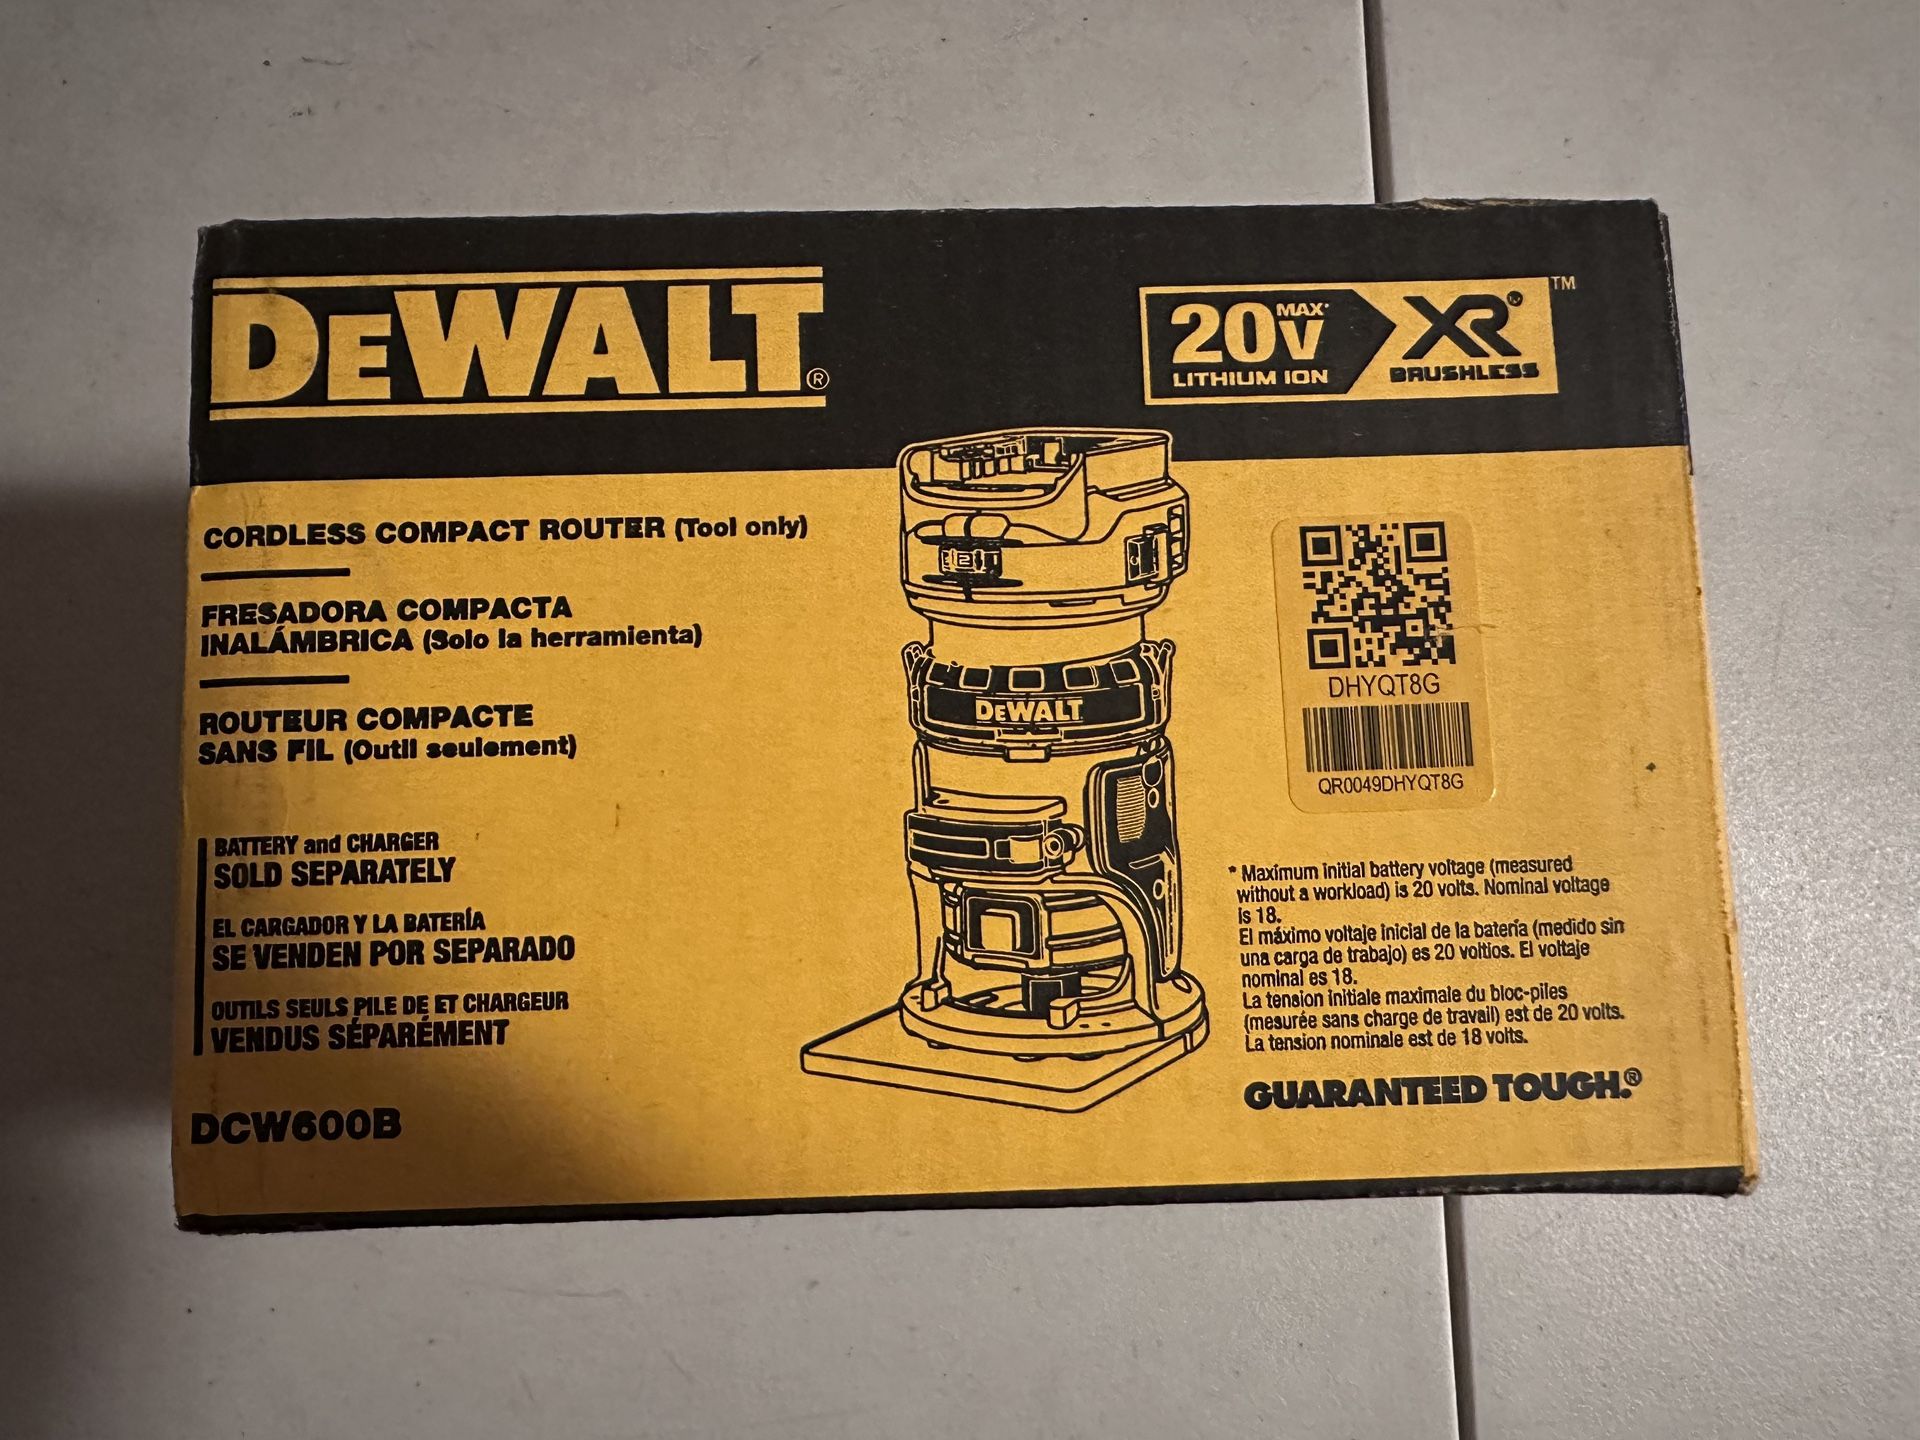 DEWALT®
20V MAX*
LITHIUM ION
XR®
BRUSHLESS
™
CORDLESS COMPACT ROUTER (Tool only)
FRESADORA COMPACTA
INALÁMBRICA (Solo la herramienta)
ROUTEUR COMPACTE
SANS FIL (Outil seulement)
BATTERY and CHARGER
SOLD SEPARATELY
EL CARGADOR Y LA BATERÍA
SE VENDEN POR SEPARADO
OUTILS SEULS PILE DE ET CHARGEUR
VENDUS SÉPARÉMENT
DCW600B
2
DEWALT
DHYQT8G
QR0049DHYQT8G
* Maximum initial battery voltage (measured
without a workload) is 20 volts. Nominal voltage
is 18.
El máximo voltaje inicial de la batería (medido sin
una carga de trabajo) es 20 voltios. El voltaje
nominal es 18.
La tension initiale maximale du bloc-piles
(mesurée sans charge de travail) est de 20 volts.
La tension nominale est de 18 volts.
GUARANTEED TOUGH.®